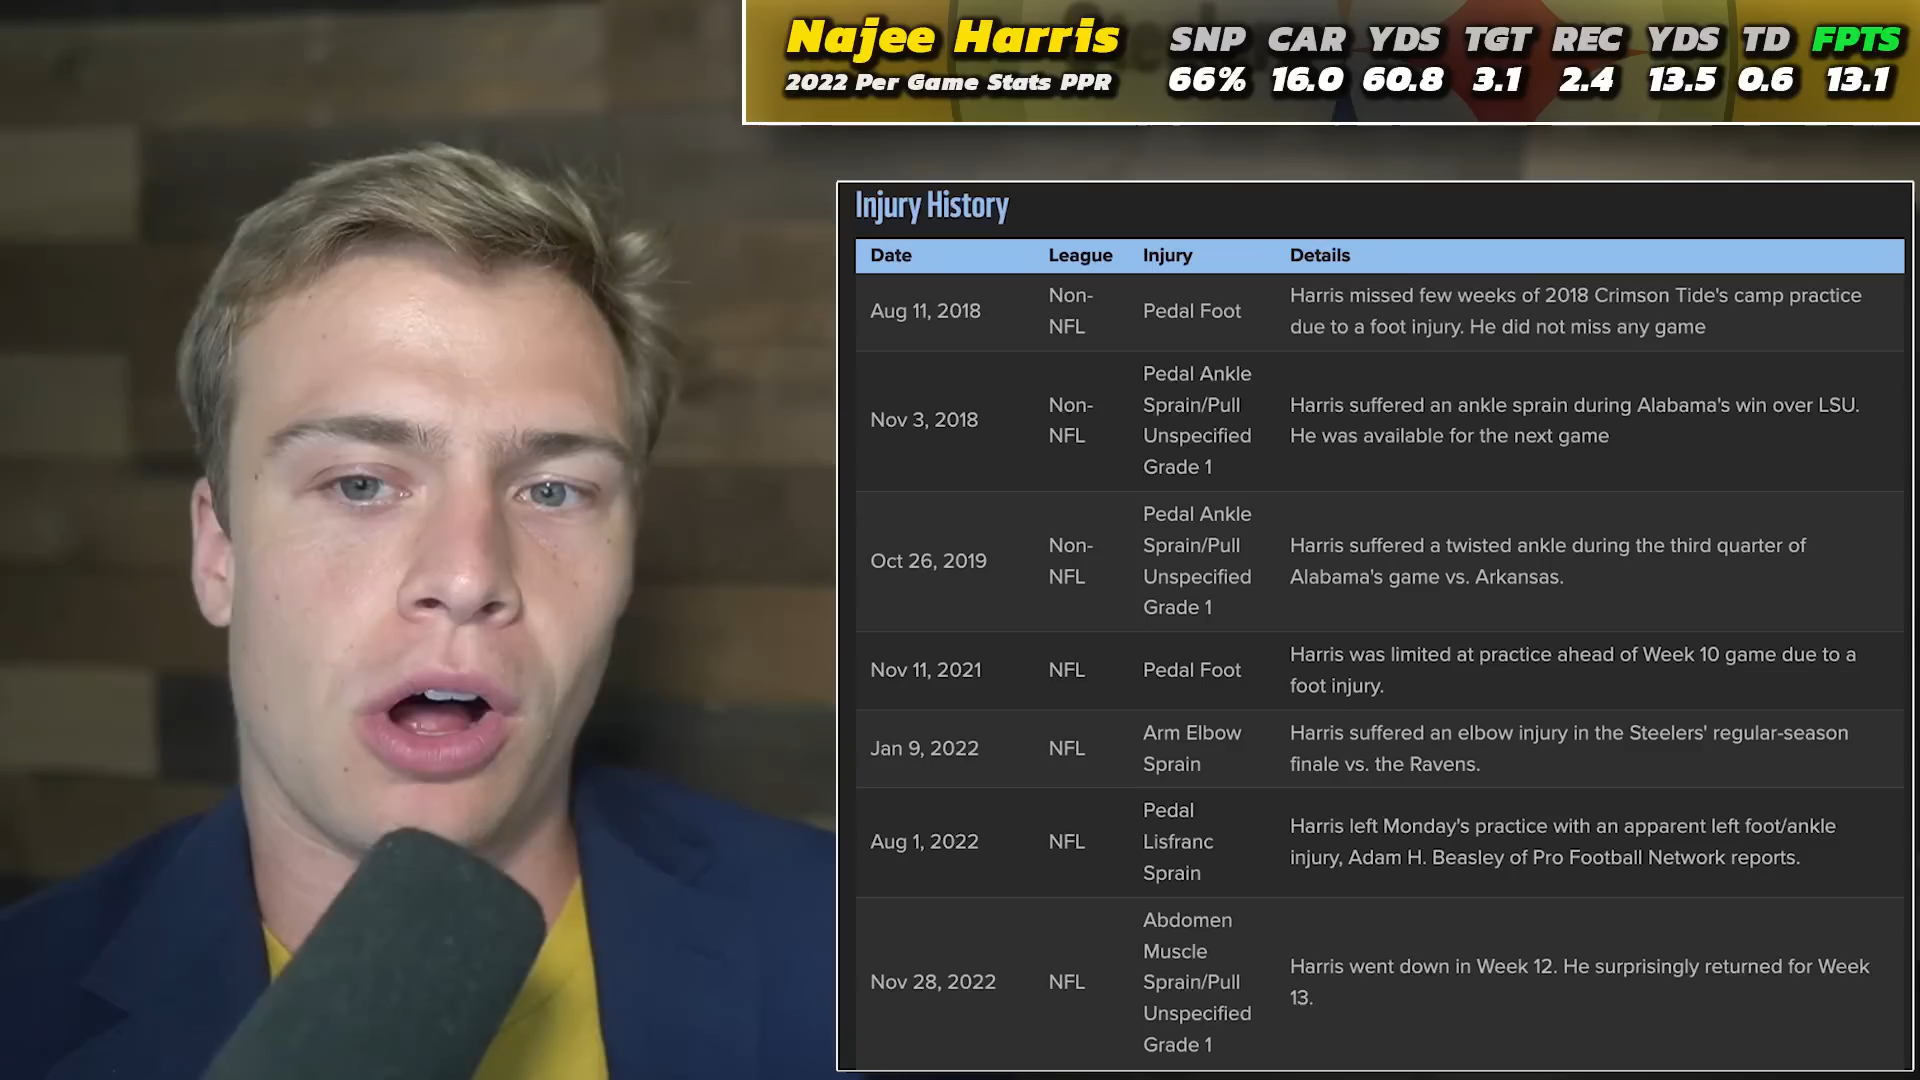 Najee Harris SNP CAR YDS TGT REC YDS TD FPTS
2022 Per Game Stats PPR 66% 16.0 60.8 3.1 2.4 13.5 0.6 13.1
Injury History
Date League Injury Details
Aug 11, 2018
Non-
NFL
Pedal Foot
Harris missed few weeks of 2018 Crimson Tide's camp practice
due to a foot injury. He did not miss any game
Nov 3, 2018
Non-
NFL
Pedal Ankle
Sprain/Pull
Unspecified
Grade 1
Harris suffered an ankle sprain during Alabama's win over LSU.
He was available for the next game
Oct 26, 2019
Non-
NFL
Pedal Ankle
Sprain/Pull
Unspecified
Grade 1
Harris suffered a twisted ankle during the third quarter of
Alabama's game vs. Arkansas.
Nov 11, 2021
NFL
Pedal Foot
Harris was limited at practice ahead of Week 10 game due to a
foot injury.
Jan 9, 2022
NFL
Arm Elbow
Sprain
Harris suffered an elbow injury in the Steelers' regular-season
finale vs. the Ravens.
Aug 1, 2022
NFL
Pedal
Lisfranc
Sprain
Harris left Monday's practice with an apparent left foot/ankle
injury, Adam H. Beasley of Pro Football Network reports.
Nov 28, 2022
NFL
Abdomen
Muscle
Sprain/Pull
Unspecified
Grade 1
Harris went down in Week 12. He surprisingly returned for Week
13.